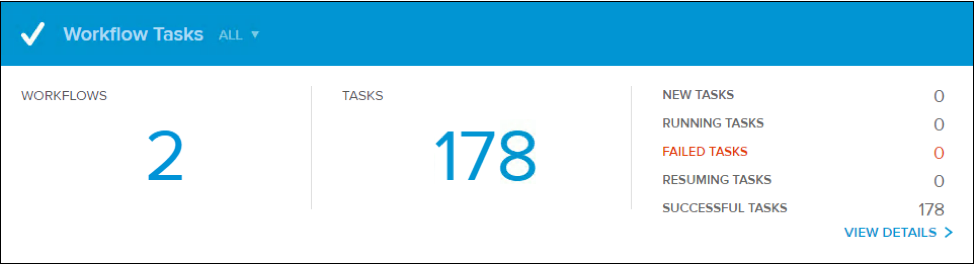 Workflow Tasks ALL ▼
WORKFLOWS
2
TASKS
178
NEW TASKS 0
RUNNING TASKS 0
FAILED TASKS 0
RESUMING TASKS 0
SUCCESSFUL TASKS 178
VIEW DETAILS >